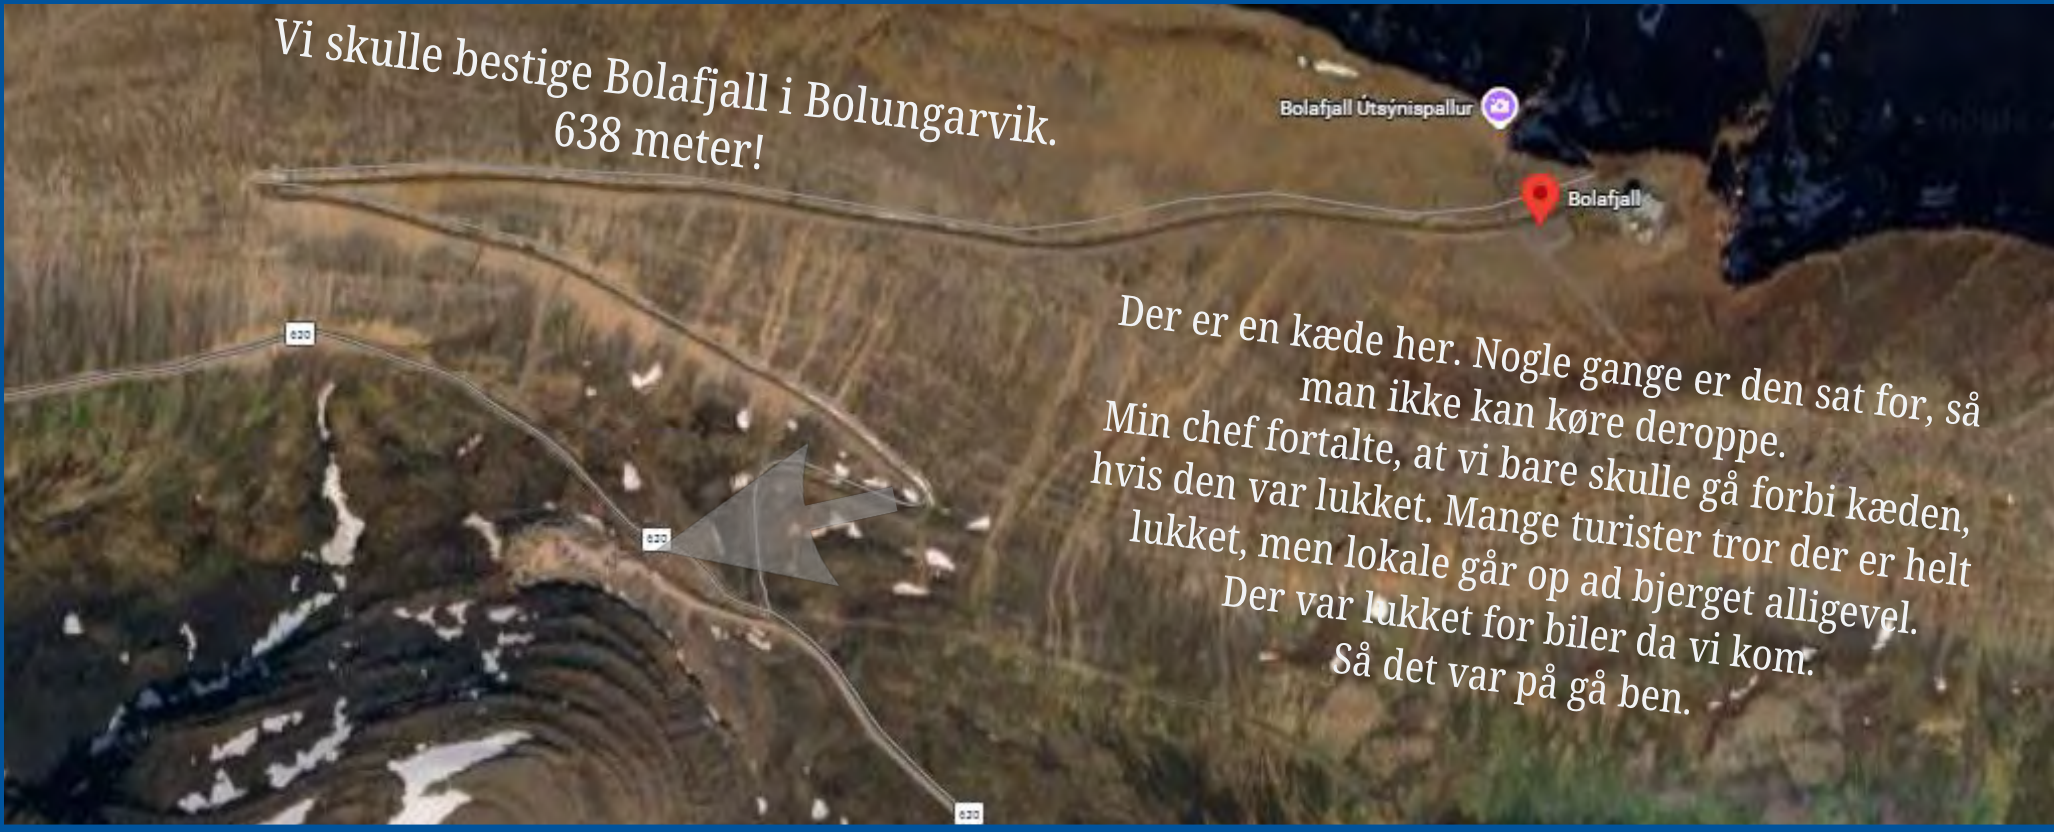 Vi skulle bestige Bolafjall i Bolungarvik.
638 meter!
Bolafjall Útsýnispallur
Bolafjall
630
Der er en kæde her. Nogle gange er den sat for, så
man ikke kan køre deroppe.
Min chef fortalte, at vi bare skulle gå forbi kæden,
hvis den var lukket. Mange turister tror der er helt
lukket, men lokale går op ad bjerget alligevel.
Der var lukket for biler da vi kom.
Så det var på gå ben.
630
630